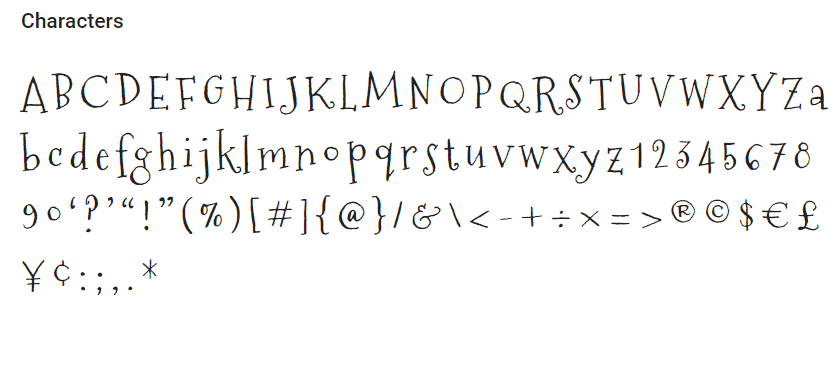 Characters
ABCDEFGHIJKLMNOPQRSTUVWXYZa
bcdefghijklmnopqrstuvwxyz12345678
90‘?’“!”(%)[#]{@}/&\<-+÷×=>®©$€£
¥¢:;,.*